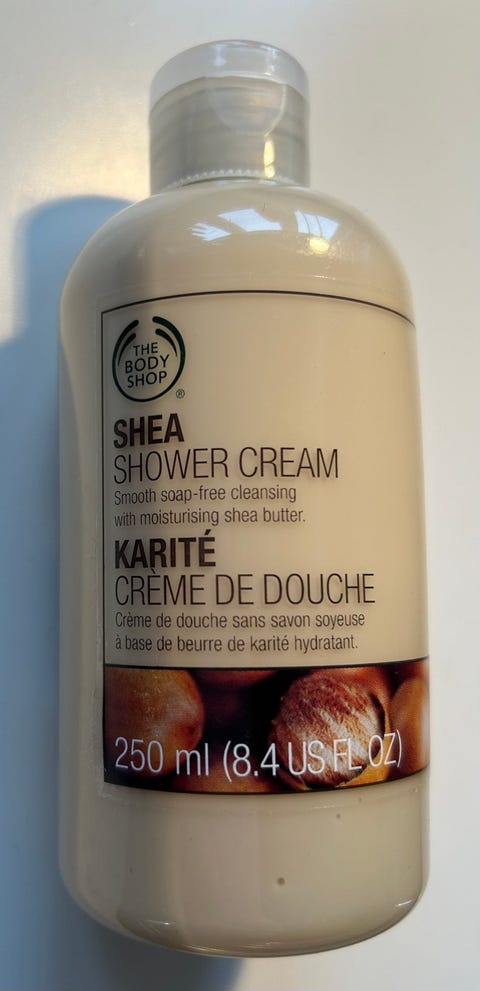 THE
BODY
SHOP
®
SHEA
SHOWER CREAM
Smooth soap-free cleansing
with moisturising shea butter.
KARITÉ
CRÈME DE DOUCHE
Crème de douche sans savon soyeuse
à base de beurre de karité hydratant.
250 ml (8.4 US FL OZ)